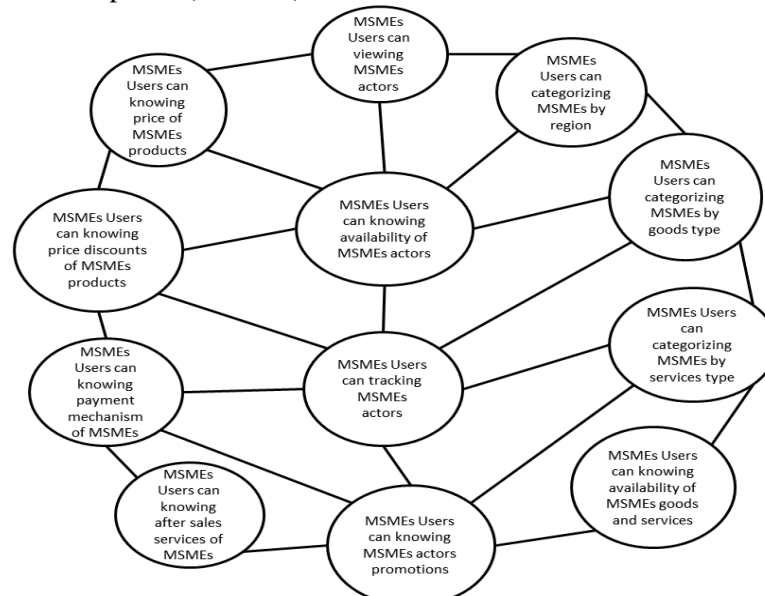 MSMEs
Users can
viewing
MSMEs
actors
MSMEs
Users can
knowing
price of
MSMEs
products
MSMEs
Users can
categorizing
MSMEs by
region
MSMEs
Users can
categorizing
MSMEs by
goods type
MSMEs Users
can knowing
availability of
MSMEs actors
MSMEs Users
can knowing
price discounts
of MSMEs
products
MSMEs Users
can
categorizing
MSMEs by
services type
MSMEs
Users can
knowing
payment
mechanism
of MSMEs
MSMEs Users
can tracking
MSMEs
actors
MSMEs Users
can knowing
availability of
MSMEs goods
and services
MSMEs
Users can
knowing
after sales
services of
MSMEs
MSMEs Users
can knowing
MSMEs actors
promotions